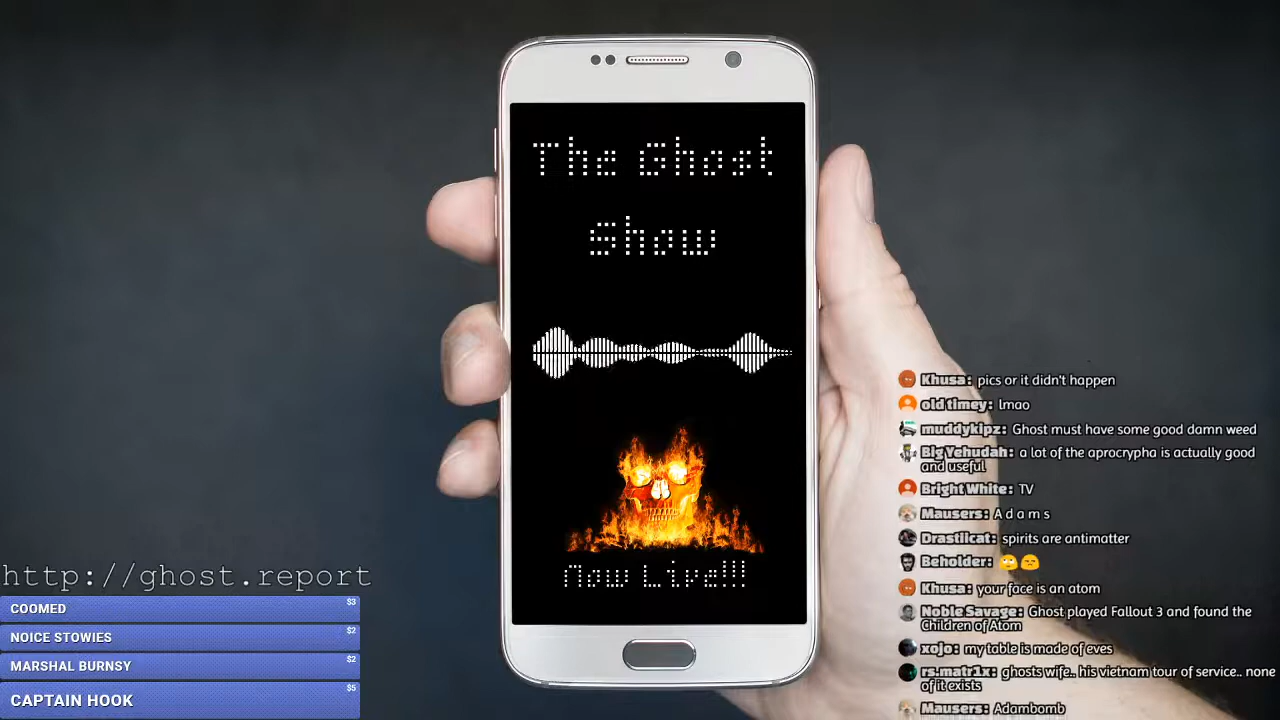 The Ghost
Show
Now Live!!!
http://ghost.report
COOMED $3
NOICE STOWIES $2
MARSHAL BURNSY $2
CAPTAIN HOOK $5
Khusa: pics or it didn't happen
old timey: lmao
muddykipz: Ghost must have some good damn weed
Big Yehudah: a lot of the aprocrypha is actually good
and useful
Bright White: TV
Mausers: A d a m s
Drastilcat: spirits are antimatter
Beholder: 🙄😒
Khusa: your face is an atom
Noble Savage: Ghost played Fallout 3 and found the
Children of Atom
xojo: my table is made of eves
rs.matr1x: ghosts wife.. his vietnam tour of service.. none
of it exists
Mausers: Adambomb